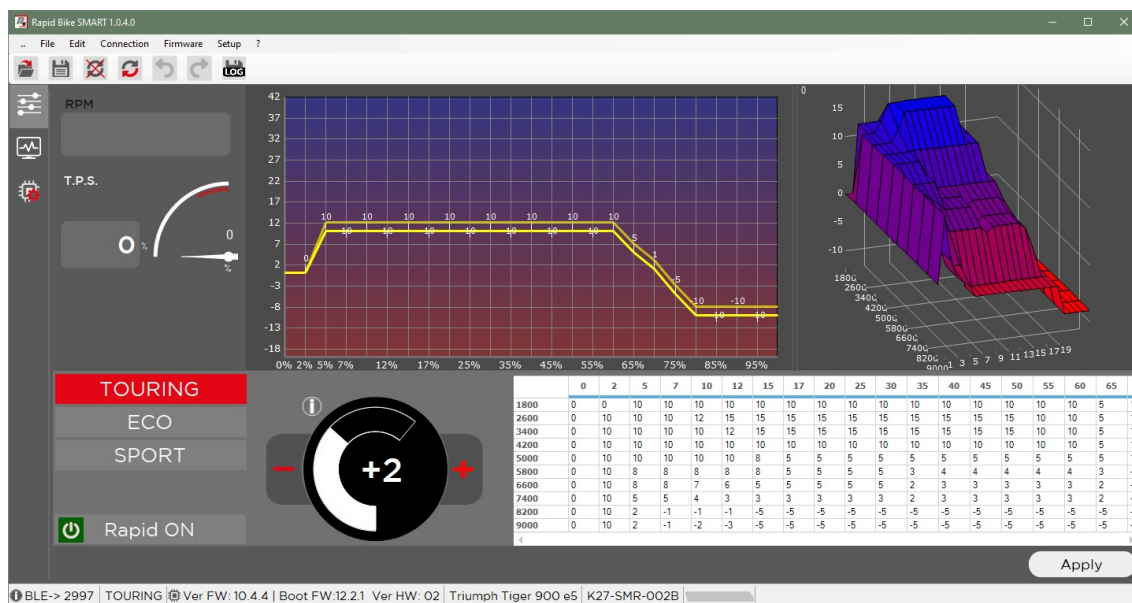 Rapid Bike SMART 1.0.4.0
.. File Edit Connection Firmware Setup ?
LOG
RPM
T.P.S.
0 %
0
%
42
37
32
27
22
17
12
7
2
-3
-8
-13
-18
0 10 10 10 10 10 10 10 10 5 1 -5 -10 -10
10 10 10 10 10 10 10 -10 -10
0% 2% 5% 7% 12% 17% 25% 35% 45% 55% 65% 75% 85% 95%
0
15
10
5
0
-5
-10
1800
2600
3400
4200
5000
5800
6600
7400
8200
9000
1 3 5 7 9 11 13 15 17 19
TOURING
ECO
SPORT
Rapid ON
i
- +2 +
0 2 5 7 10 12 15 17 20 25 30 35 40 45 50 55 60 65
1800 0 0 10 10 10 10 10 10 10 10 10 10 10 10 10 10 10 5
2600 0 10 10 10 12 15 15 15 15 15 15 15 15 15 15 10 10 5
3400 0 10 10 10 10 12 15 15 15 15 15 15 15 15 15 10 10 5
4200 0 10 10 10 10 10 10 10 10 10 10 10 10 10 10 10 10 5
5000 0 10 10 10 10 10 8 5 5 5 5 5 5 5 5 5 5 5
5800 0 10 8 8 8 8 8 5 5 5 5 3 4 4 4 4 4 3
6600 0 10 8 8 7 6 5 5 5 5 5 2 3 3 3 3 3 2
7400 0 10 5 5 4 3 3 3 3 3 3 2 3 3 3 3 3 2
8200 0 10 2 -1 -1 -1 -5 -5 -5 -5 -5 -5 -5 -5 -5 -5 -5 -5
9000 0 10 2 -1 -2 -3 -5 -5 -5 -5 -5 -5 -5 -5 -5 -5 -5 -5
Apply
BLE-> 2997 TOURING Ver FW: 10.4.4 | Boot FW:12.2.1 Ver HW: 02 Triumph Tiger 900 e5 K27-SMR-002B